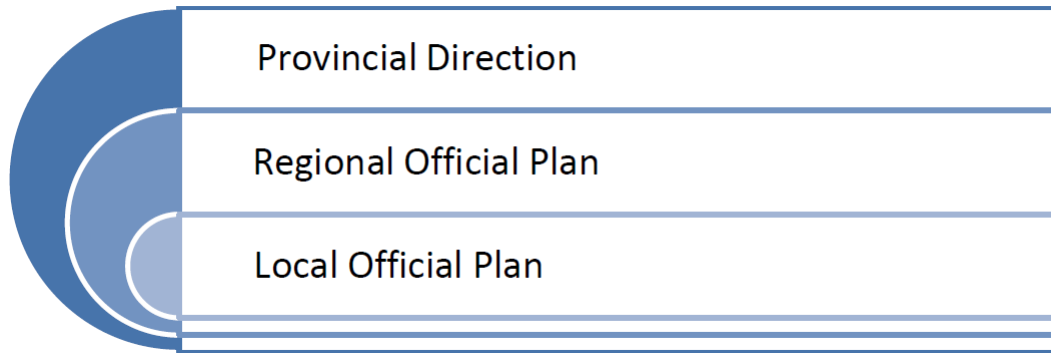 Provincial Direction
Regional Official Plan
Local Official Plan